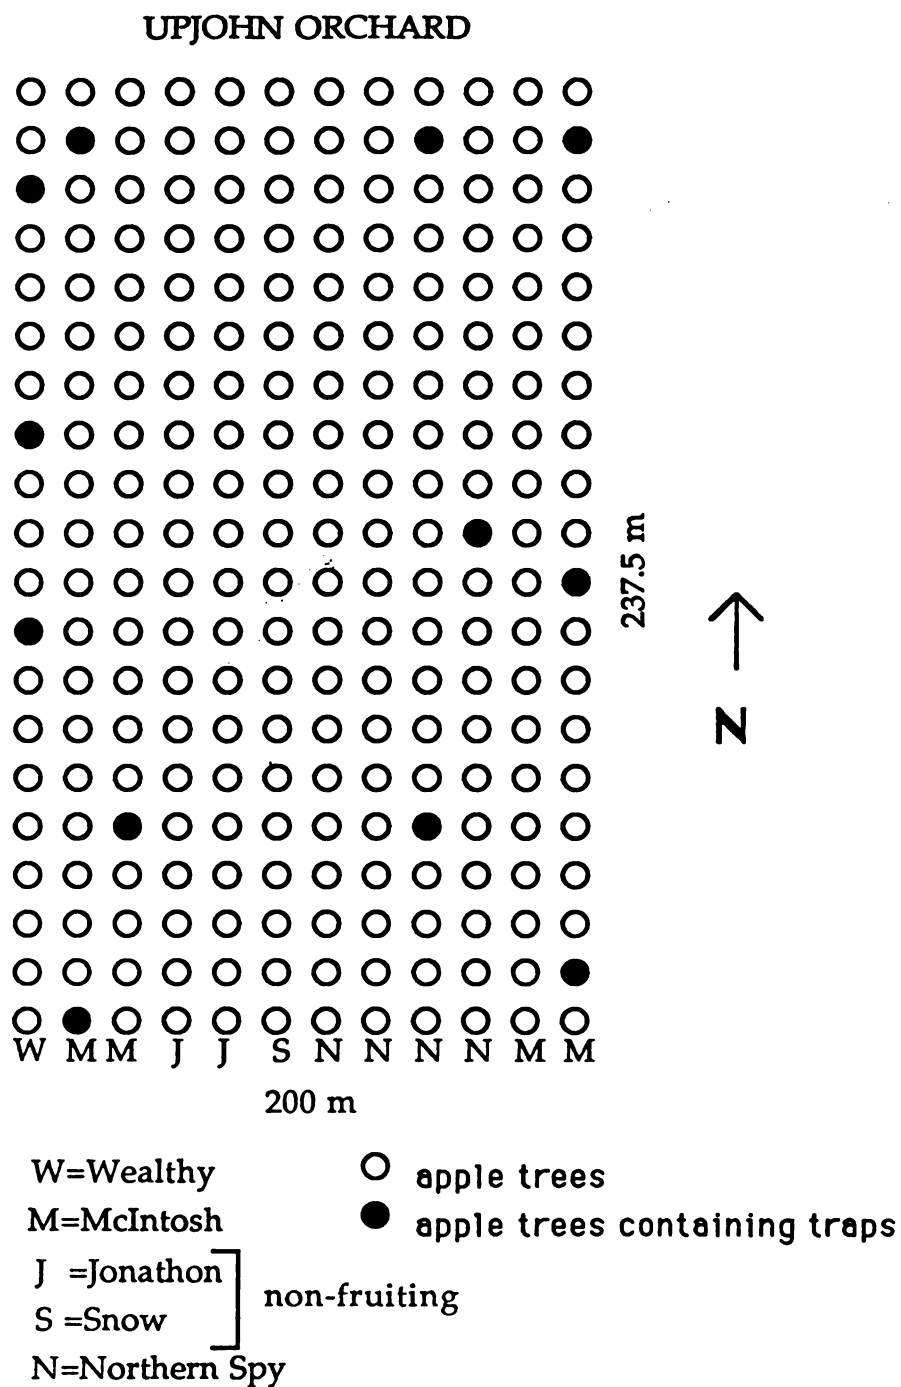 UPJOHN ORCHARD
237.5 m
N
W M M J J S N N N N M M
200 m
W=Wealthy
M=McIntosh
J =Jonathon
S =Snow
non-fruiting
N=Northern Spy
apple trees
apple trees containing traps